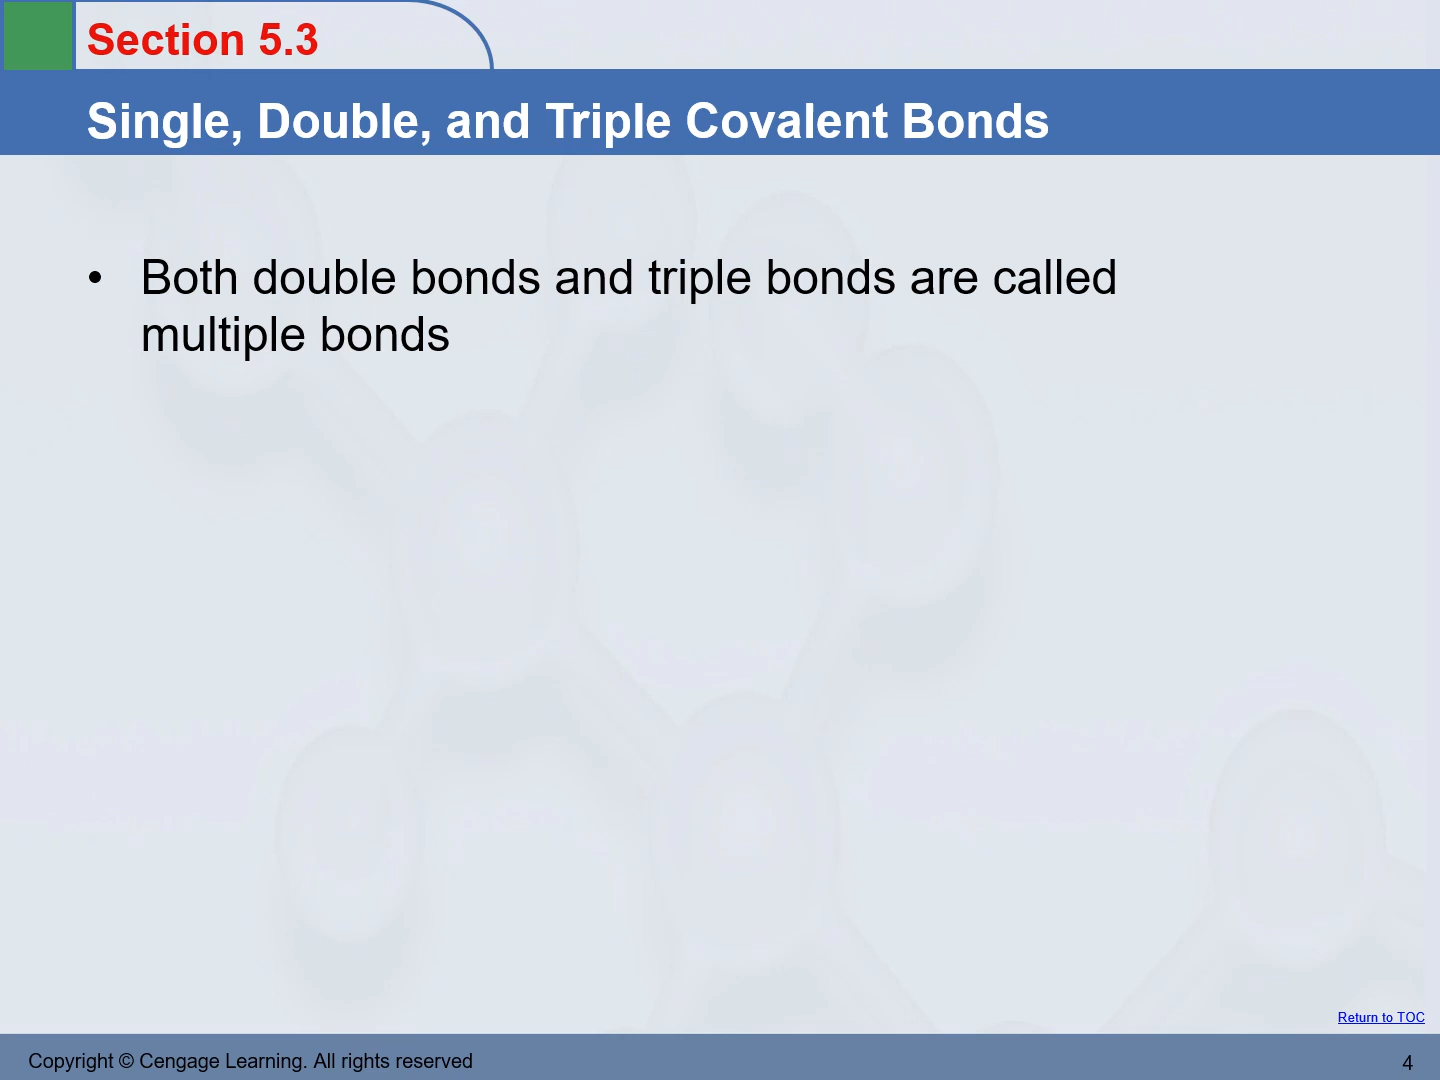 Section 5.3
Single, Double, and Triple Covalent Bonds
• Both double bonds and triple bonds are called
multiple bonds
Return to TOC
Copyright © Cengage Learning. All rights reserved
4